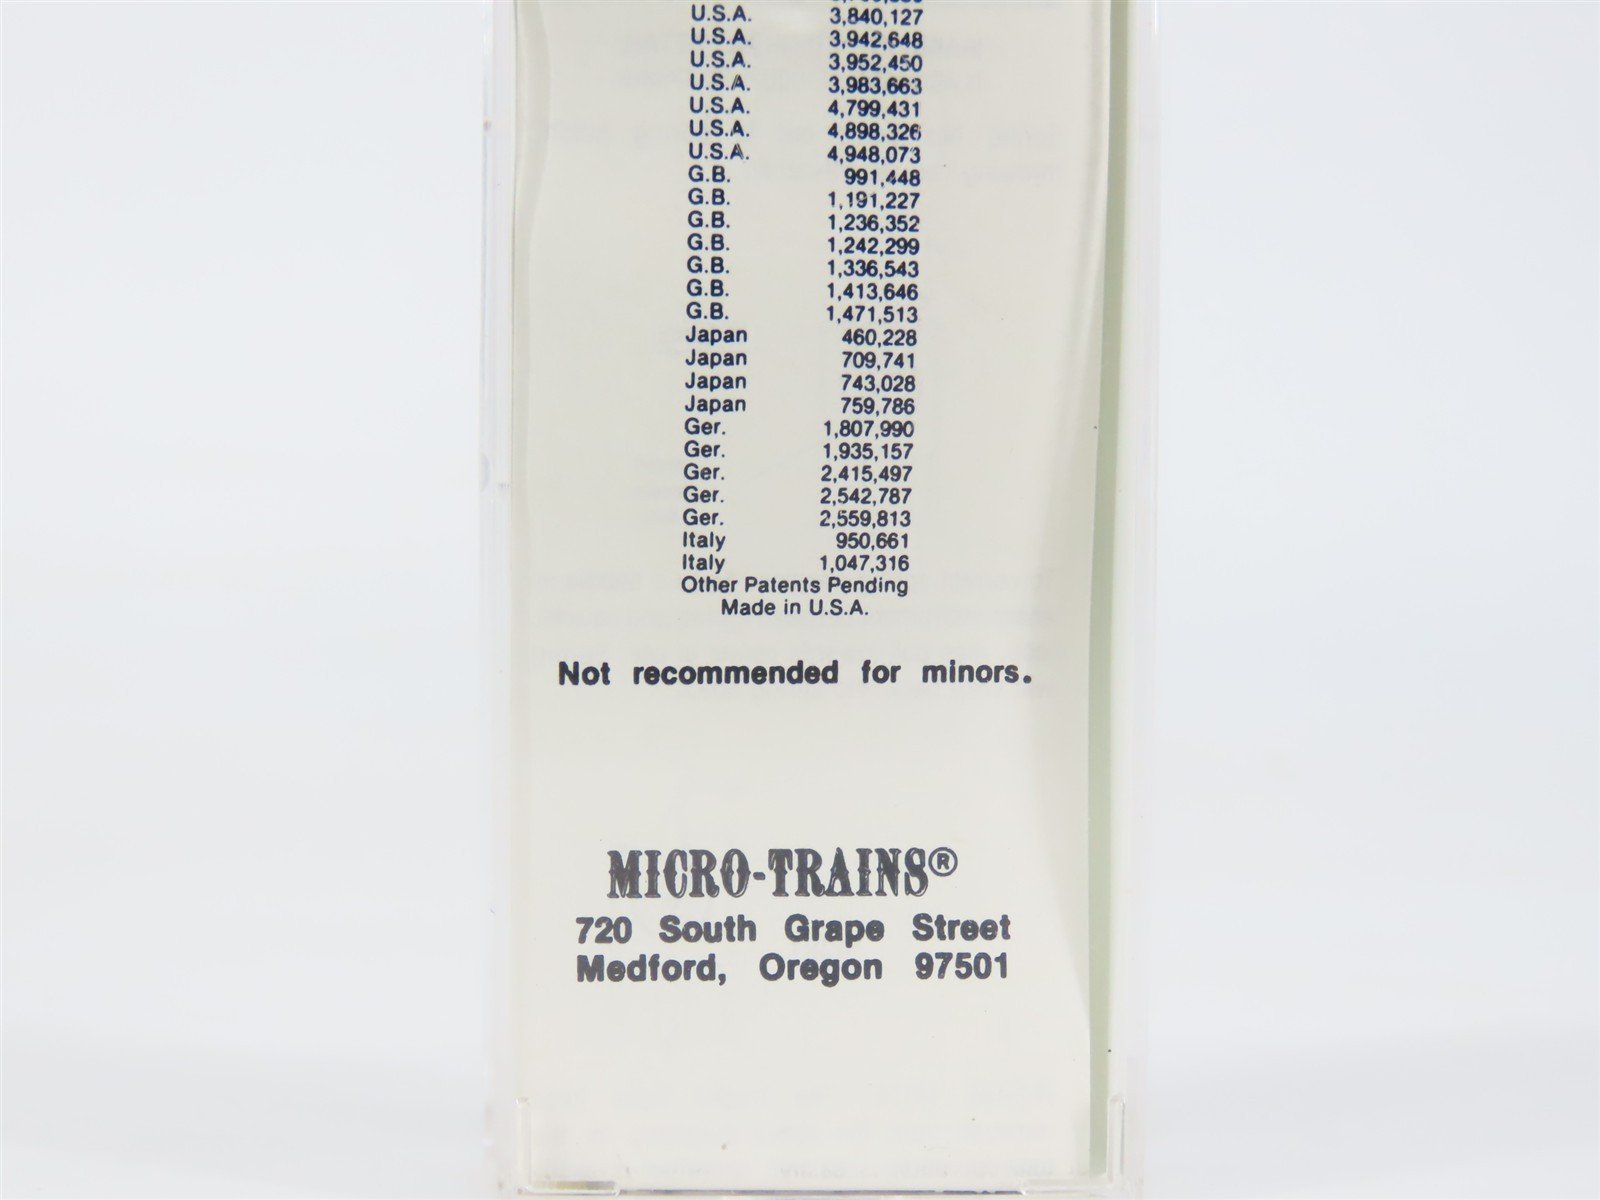 U.S.A. 3,840,127
U.S.A. 3,942,648
U.S.A. 3,952,450
U.S.A. 3,983,663
U.S.A. 4,799,431
U.S.A. 4,898,326
U.S.A. 4,948,073
G.B. 991,448
G.B. 1,191,227
G.B. 1,236,352
G.B. 1,242,299
G.B. 1,336,543
G.B. 1,413,646
G.B. 1,471,513
Japan 460,228
Japan 709,741
Japan 743,028
Japan 759,786
Ger. 1,807,990
Ger. 1,935,157
Ger. 2,415,497
Ger. 2,542,787
Ger. 2,559,813
Italy 950,661
Italy 1,047,316
Other Patents Pending
Made in U.S.A.
Not recommended for minors.
MICRO-TRAINS®
720 South Grape Street
Medford, Oregon 97501